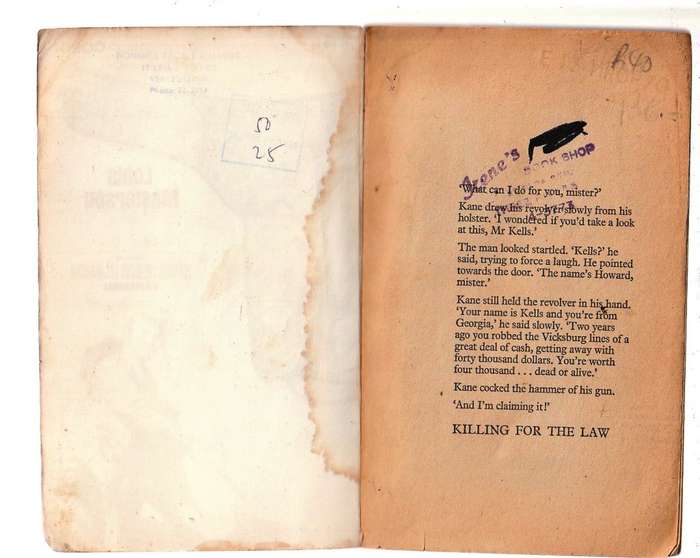 50
25
R40
Irene's
BOOK SHOP
'What can I do for you, mister?'
Kane drew his revolver slowly from his
holster. 'I wondered if you'd take a look
at this, Mr Kells.'
The man looked startled. 'Kells?' he
said, trying to force a laugh. He pointed
towards the door. 'The name's Howard,
mister.'
Kane still held the revolver in his hand.
'Your name is Kells and you're from
Georgia,' he said slowly. 'Two years
ago you robbed the Vicksburg lines of a
great deal of cash, getting away with
forty thousand dollars. You're worth
four thousand . . . dead or alive.'
Kane cocked the hammer of his gun.
'And I'm claiming it!'
KILLING FOR THE LAW